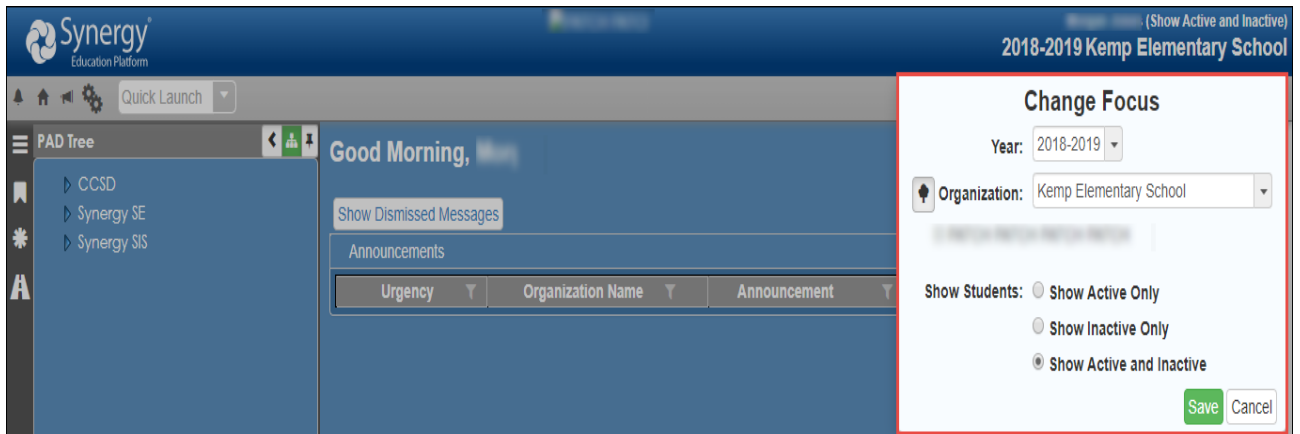 Synergy
Education Platform
(Show Active and Inactive)
2018-2019 Kemp Elementary School
Quick Launch
PAD Tree
CCSD
Synergy SE
Synergy SIS
Good Morning,
Show Dismissed Messages
Announcements
Urgency Organization Name Announcement
Change Focus
Year: 2018-2019
Organization: Kemp Elementary School
Show Students: Show Active Only
Show Inactive Only
Show Active and Inactive
Save Cancel